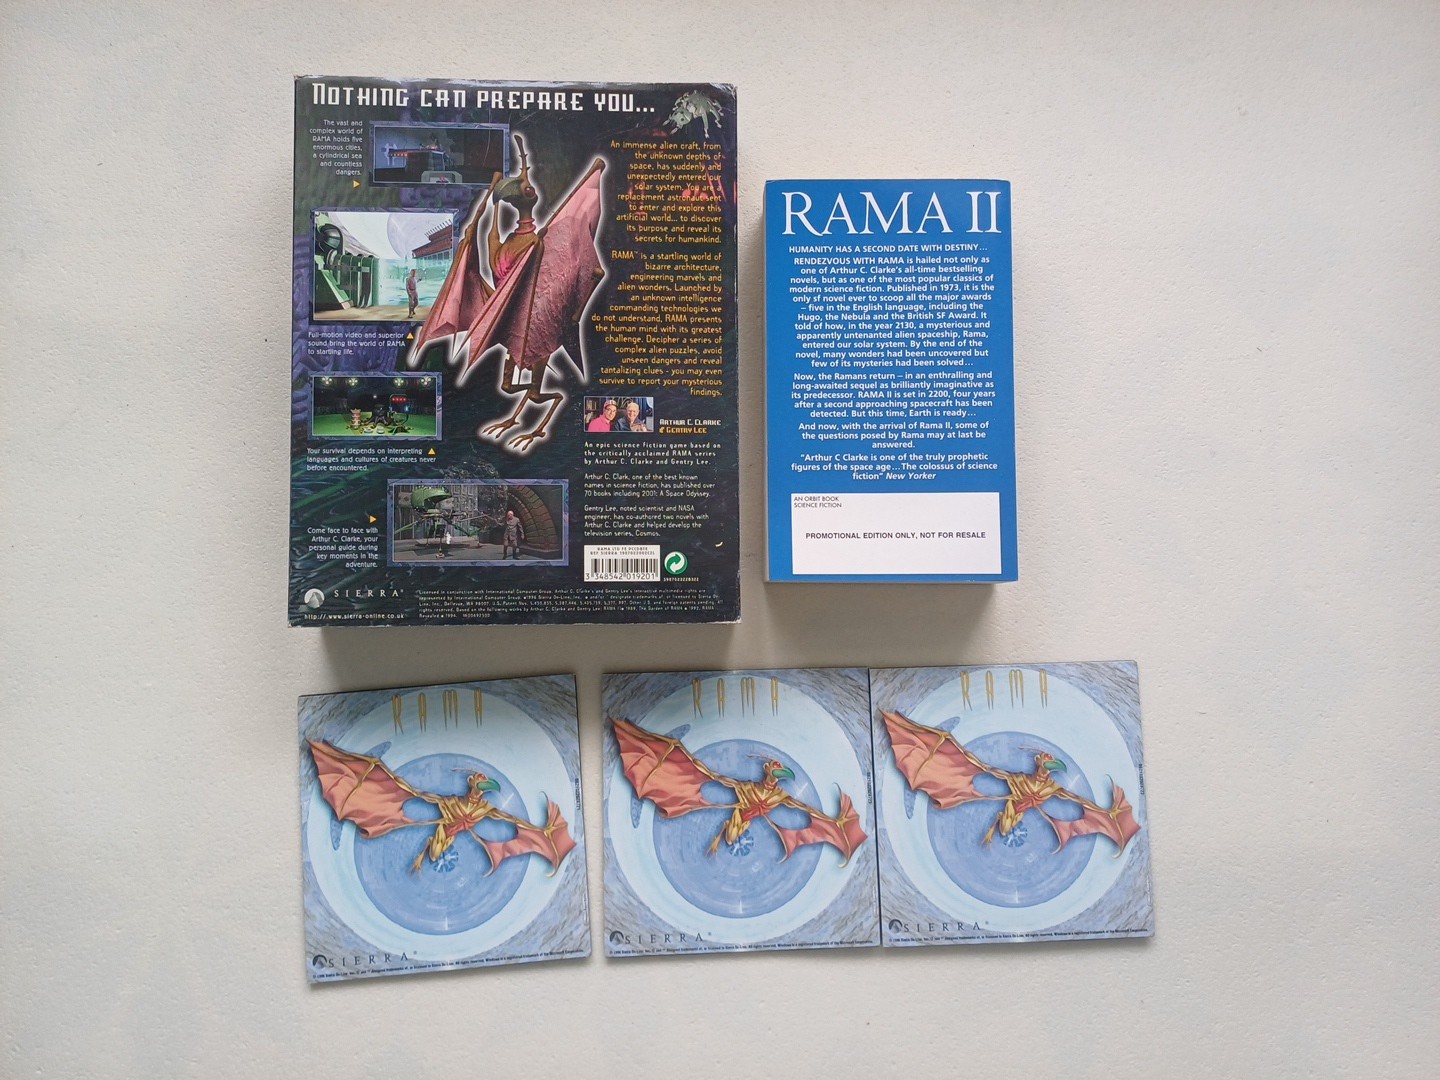 NOTHING CAN PREPARE YOU...
The vast and
complex world of
RAMA holds five
enormous cities,
a cylindrical sea
and countless
dangers.
Full-motion video and superior
sound bring the world of RAMA
to startling life.
Your survival depends on interpreting
languages and cultures of creatures never
before encountered.
Come face to face with
Arthur C. Clarke, your
personal guide during
key moments in the
adventure.
An immense alien craft, from
the unknown depths of
space, has suddenly and
unexpectedly entered our
solar system. You are a
replacement astronaut sent
to enter and explore this
artificial world... to discover
its purpose and reveal its
secrets for humankind.
RAMA™ is a startling world of
bizarre architecture,
engineering marvels and
alien wonders. Launched by
an unknown intelligence
commanding technologies we
do not understand, RAMA presents
the human mind with its greatest
challenge. Decipher a series of
complex alien puzzles, avoid
unseen dangers and reveal
tantalizing clues - you may even
survive to report your mysterious
findings.
ARTHUR C. CLARKE
& GENTRY LEE
An epic science fiction game based on
the critically acclaimed RAMA series
by Arthur C. Clarke and Gentry Lee.
Arthur C. Clark, one of the best known
names in science fiction, has published over
70 books including 2001: A Space Odyssey.
Gentry Lee, noted scientist and NASA
engineer, has co-authored two novels with
Arthur C. Clarke and helped develop the
television series, Cosmos.
3 348542 019201
SIERRA®
http://www.sierra-online.co.uk
RAMA II
HUMANITY HAS A SECOND DATE WITH DESTINY...
RENDEZVOUS WITH RAMA is hailed not only as
one of Arthur C. Clarke's all-time bestselling
novels, but as one of the most popular classics of
modern science fiction. Published in 1973, it is the
only sf novel ever to scoop all the major awards
– five in the English language, including the
Hugo, the Nebula and the British SF Award. It
told of how, in the year 2130, a mysterious and
apparently untenanted alien spaceship, Rama,
entered our solar system. By the end of the
novel, many wonders had been uncovered but
few of its mysteries had been solved...
Now, the Ramans return – in an enthralling and
long-awaited sequel as brilliantly imaginative as
its predecessor. RAMA II is set in 2200, four years
after a second approaching spacecraft has been
detected. But this time, Earth is ready...
And now, with the arrival of Rama II, some of
the questions posed by Rama may at last be
answered.
"Arthur C Clarke is one of the truly prophetic
figures of the space age...The colossus of science
fiction" New Yorker
AN ORBIT BOOK
SCIENCE FICTION
PROMOTIONAL EDITION ONLY, NOT FOR RESALE
RAMA
SIERRA®
RAMA
SIERRA®
RAMA
SIERRA®